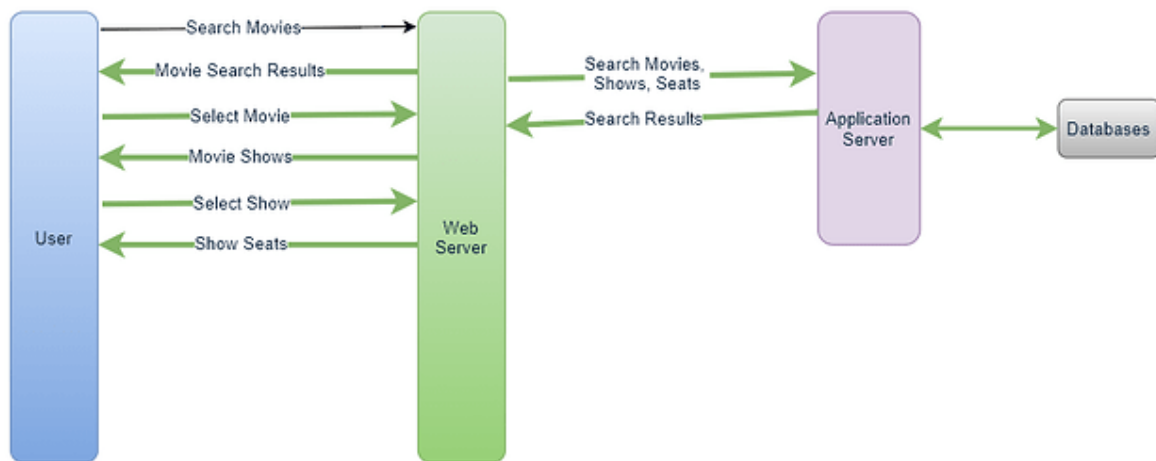 Search Movies
Movie Search Results
Search Movies,
Shows, Seats
Select Movie
Search Results
Application
Server
Databases
Movie Shows
Select Show
User
Web
Server
Show Seats